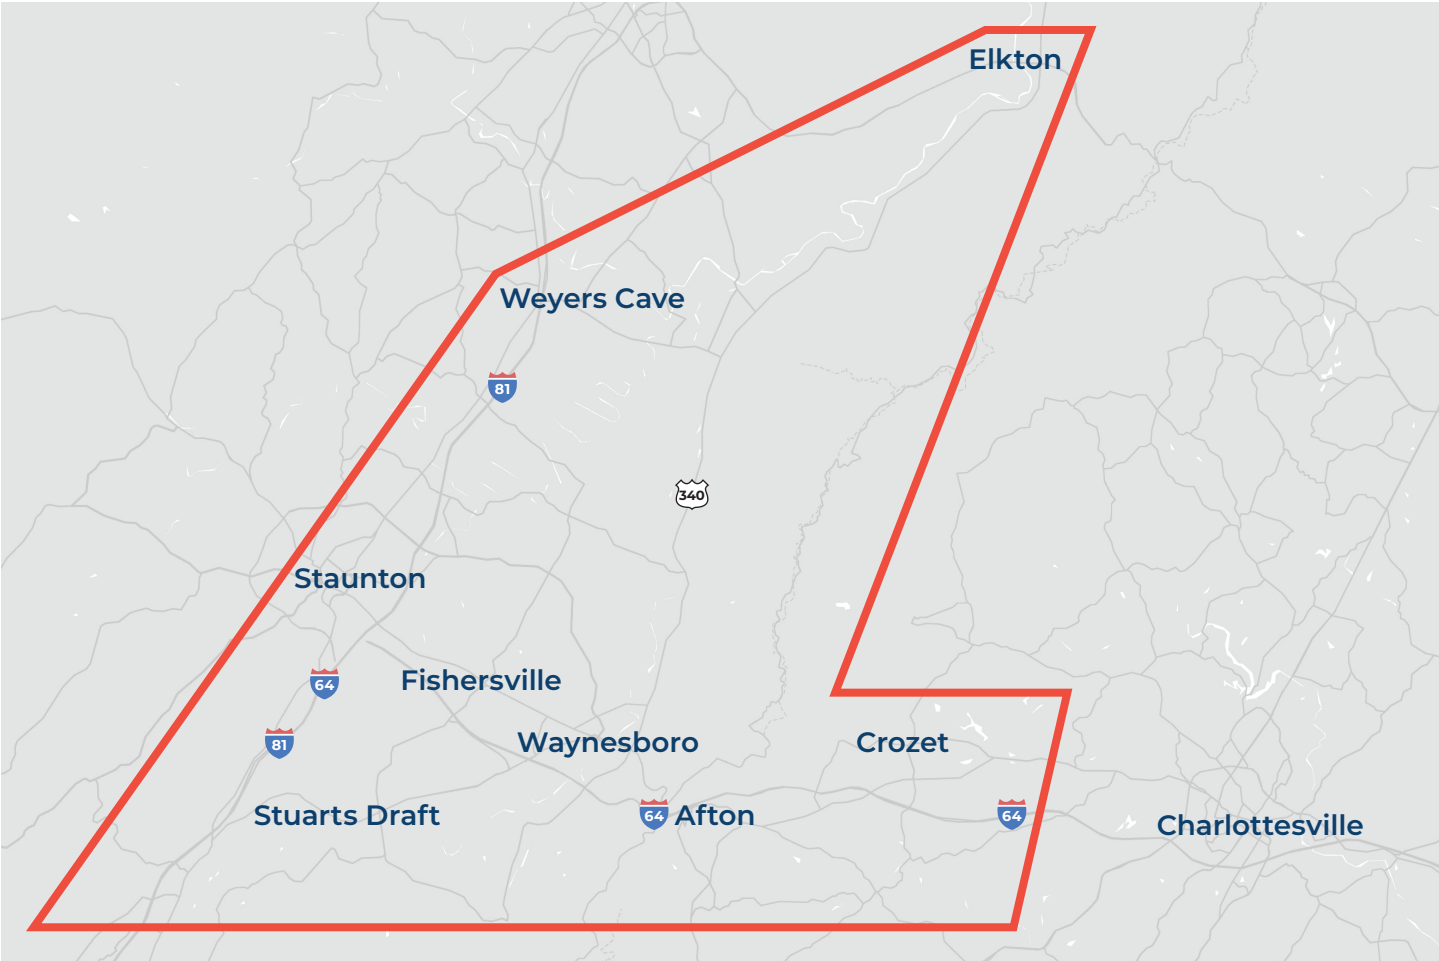 Elkton
Weyers Cave
81
340
Staunton
64
Fishersville
81
Waynesboro
Crozet
Stuarts Draft
64
Afton
64
Charlottesville